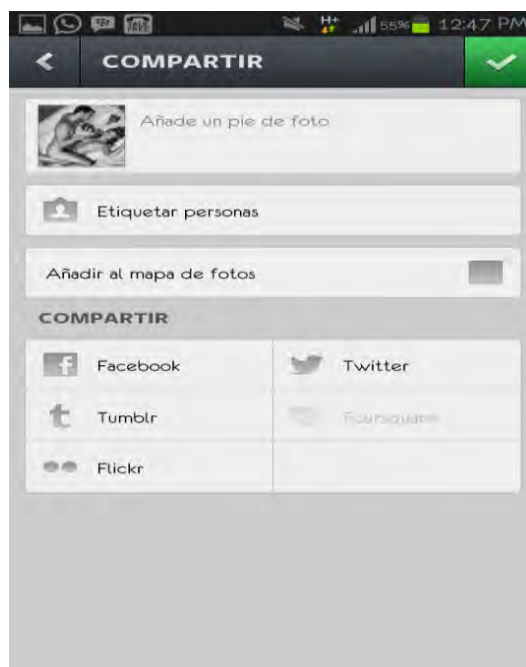 H+ 55% 12:47 PM
COMPARTIR
Añade un pie de foto
Etiquetar personas
Añadir al mapa de fotos
COMPARTIR
Facebook Twitter
Tumblr Foursquare
Flickr